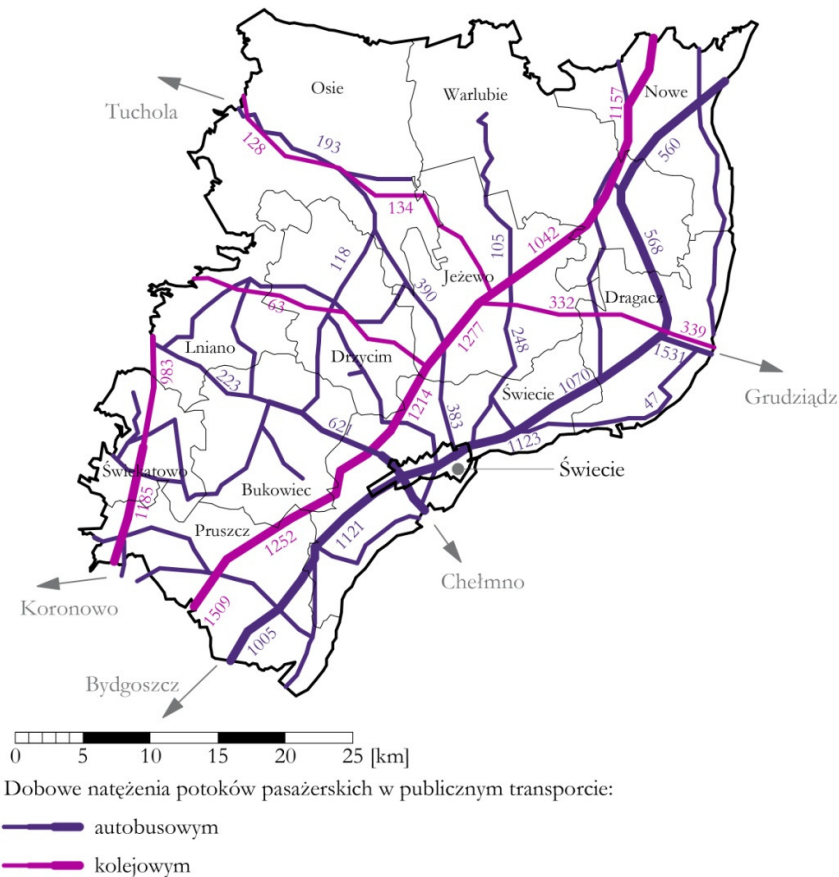 Osie
Warlubie
Nowe
Tuchola
1157
560
193
128
134
105
1042
568
118
390
Jeżewo
63
332
Dragacz
339
1531
1277
Lniano
Drzycim
983
223
1214
383
248
Świecie
1070
47
Grudziądz
621
1123
Świekatowo
Świecie
Bukowiec
1185
Pruszcz
1252
1121
Chełmno
Koronowo
1509
1005
Bydgoszcz
0 5 10 15 20 25 [km]
Dobowe natężenia potoków pasażerskich w publicznym transporcie:
autobusowym
kolejowym